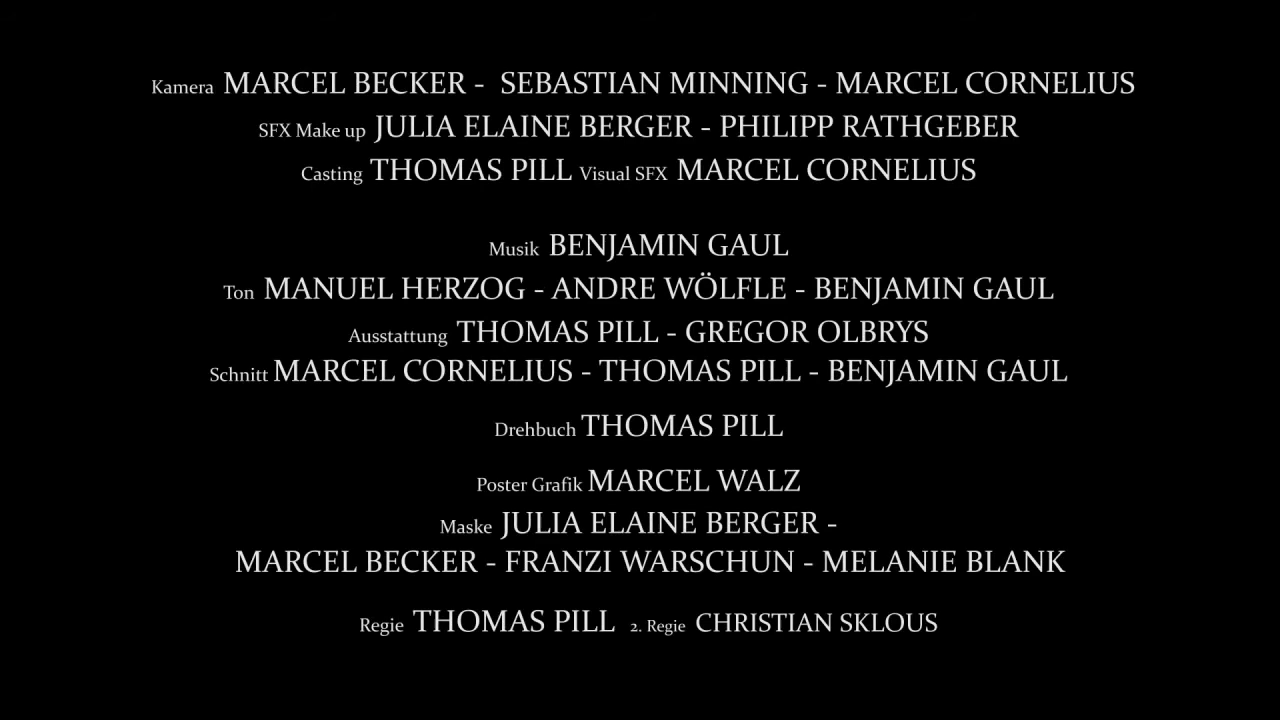 Kamera MARCEL BECKER - SEBASTIAN MINNING - MARCEL CORNELIUS
SFX Make up JULIA ELAINE BERGER - PHILIPP RATHGEBER
Casting THOMAS PILL Visual SFX MARCEL CORNELIUS
Musik BENJAMIN GAUL
Ton MANUEL HERZOG - ANDRE WÖLFLE - BENJAMIN GAUL
Ausstattung THOMAS PILL - GREGOR OLBRYS
Schnitt MARCEL CORNELIUS - THOMAS PILL - BENJAMIN GAUL
Drehbuch THOMAS PILL
Poster Grafik MARCEL WALZ
Maske JULIA ELAINE BERGER -
MARCEL BECKER - FRANZI WARSCHUN - MELANIE BLANK
Regie THOMAS PILL 2. Regie CHRISTIAN SKLOUS